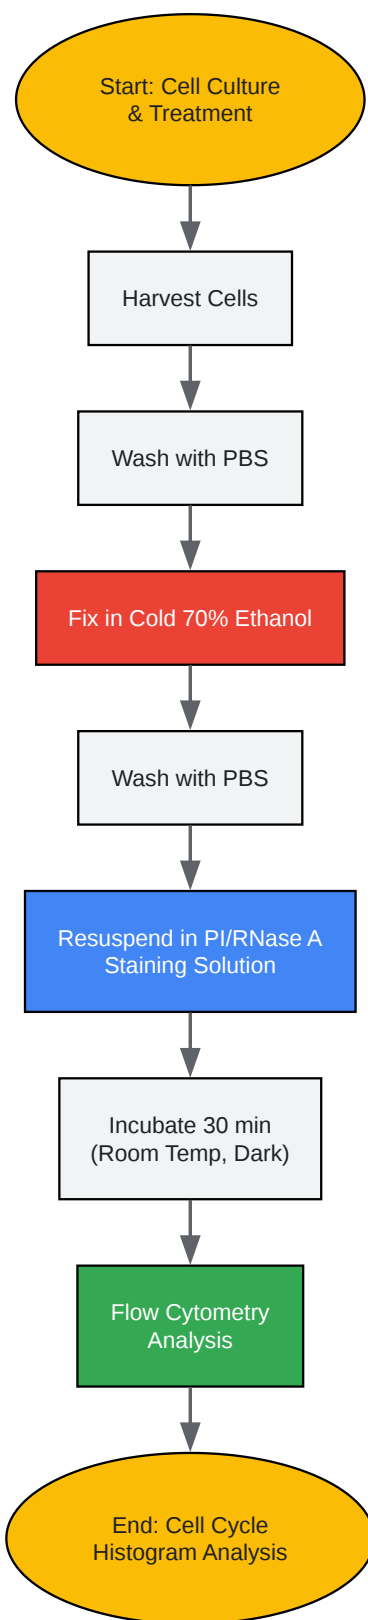 Start: Cell Culture
& Treatment
Harvest Cells
Wash with PBS
Fix in Cold 70% Ethanol
Wash with PBS
Resuspend in PI/RNase A
Staining Solution
Incubate 30 min
(Room Temp, Dark)
Flow Cytometry
Analysis
End: Cell Cycle
Histogram Analysis